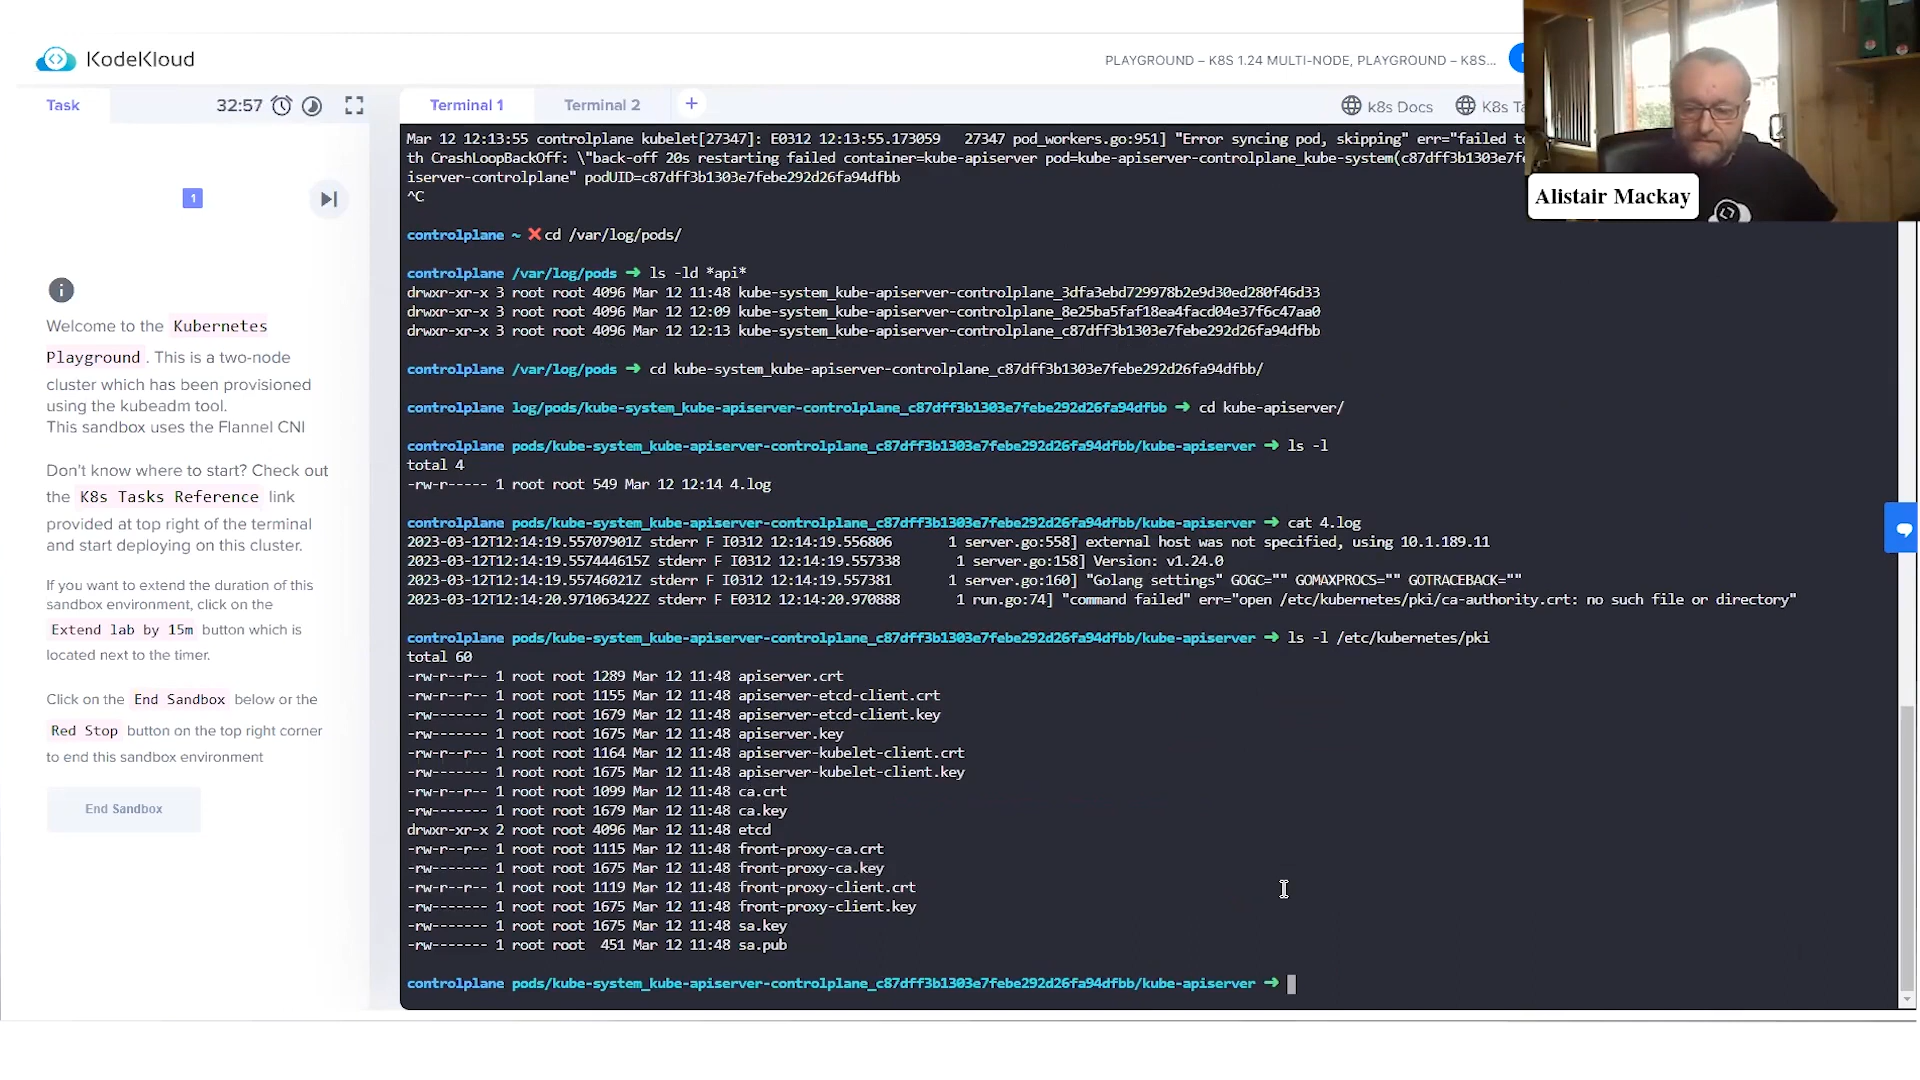 KodeKloud
PLAYGROUND – K8S 1.24 MULTI-NODE, PLAYGROUND – K8S...
Task
32:57
Terminal 1
Terminal 2
+
k8s Docs
K8s Ta
1
Welcome to the Kubernetes
Playground . This is a two-node
cluster which has been provisioned
using the kubeadm tool.
This sandbox uses the Flannel CNI
Don't know where to start? Check out
the K8s Tasks Reference link
provided at top right of the terminal
and start deploying on this cluster.
If you want to extend the duration of this
sandbox environment, click on the
Extend lab by 15m button which is
located next to the timer.
Click on the End Sandbox below or the
Red Stop button on the top right corner
to end this sandbox environment
End Sandbox
Mar 12 12:13:55 controlplane kubelet[27347]: E0312 12:13:55.173059 27347 pod_workers.go:951] "Error syncing pod, skipping" err="failed to
th CrashLoopBackOff: \"back-off 20s restarting failed container=kube-apiserver pod=kube-apiserver-controlplane_kube-system(c87dff3b1303e7f
iserver-controlplane" podUID=c87dff3b1303e7febe292d26fa94dfbb
^C
controlplane ~ ✖ cd /var/log/pods/
controlplane /var/log/pods ➜ ls -ld *api*
drwxr-xr-x 3 root root 4096 Mar 12 11:48 kube-system_kube-apiserver-controlplane_3dfa3ebd729978b2e9d30ed280f46d33
drwxr-xr-x 3 root root 4096 Mar 12 12:09 kube-system_kube-apiserver-controlplane_8e25ba5faf18ea4facd04e37f6c47aa0
drwxr-xr-x 3 root root 4096 Mar 12 12:13 kube-system_kube-apiserver-controlplane_c87dff3b1303e7febe292d26fa94dfbb
controlplane /var/log/pods ➜ cd kube-system_kube-apiserver-controlplane_c87dff3b1303e7febe292d26fa94dfbb/
controlplane log/pods/kube-system_kube-apiserver-controlplane_c87dff3b1303e7febe292d26fa94dfbb ➜ cd kube-apiserver/
controlplane pods/kube-system_kube-apiserver-controlplane_c87dff3b1303e7febe292d26fa94dfbb/kube-apiserver ➜ ls -l
total 4
-rw-r----- 1 root root 549 Mar 12 12:14 4.log
controlplane pods/kube-system_kube-apiserver-controlplane_c87dff3b1303e7febe292d26fa94dfbb/kube-apiserver ➜ cat 4.log
2023-03-12T12:14:19.55707901Z stderr F I0312 12:14:19.556806 1 server.go:558] external host was not specified, using 10.1.189.11
2023-03-12T12:14:19.557444615Z stderr F I0312 12:14:19.557338 1 server.go:158] Version: v1.24.0
2023-03-12T12:14:19.55746021Z stderr F I0312 12:14:19.557381 1 server.go:160] "Golang settings" GOGC="" GOMAXPROCS="" GOTRACEBACK=""
2023-03-12T12:14:20.971063422Z stderr F E0312 12:14:20.970888 1 run.go:74] "command failed" err="open /etc/kubernetes/pki/ca-authority.crt: no such file or directory"
controlplane pods/kube-system_kube-apiserver-controlplane_c87dff3b1303e7febe292d26fa94dfbb/kube-apiserver ➜ ls -l /etc/kubernetes/pki
total 60
-rw-r--r-- 1 root root 1289 Mar 12 11:48 apiserver.crt
-rw-r--r-- 1 root root 1155 Mar 12 11:48 apiserver-etcd-client.crt
-rw------- 1 root root 1679 Mar 12 11:48 apiserver-etcd-client.key
-rw------- 1 root root 1675 Mar 12 11:48 apiserver.key
-rw-r--r-- 1 root root 1164 Mar 12 11:48 apiserver-kubelet-client.crt
-rw------- 1 root root 1675 Mar 12 11:48 apiserver-kubelet-client.key
-rw-r--r-- 1 root root 1099 Mar 12 11:48 ca.crt
-rw------- 1 root root 1679 Mar 12 11:48 ca.key
drwxr-xr-x 2 root root 4096 Mar 12 11:48 etcd
-rw-r--r-- 1 root root 1115 Mar 12 11:48 front-proxy-ca.crt
-rw------- 1 root root 1675 Mar 12 11:48 front-proxy-ca.key
-rw-r--r-- 1 root root 1119 Mar 12 11:48 front-proxy-client.crt
-rw------- 1 root root 1675 Mar 12 11:48 front-proxy-client.key
-rw------- 1 root root 1675 Mar 12 11:48 sa.key
-rw------- 1 root root 451 Mar 12 11:48 sa.pub
controlplane pods/kube-system_kube-apiserver-controlplane_c87dff3b1303e7febe292d26fa94dfbb/kube-apiserver ➜
Alistair Mackay